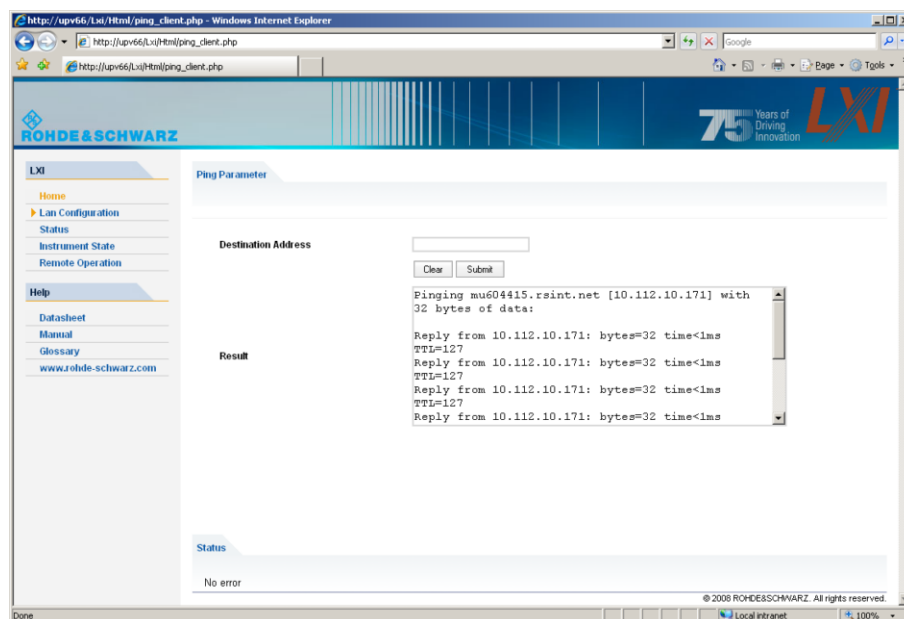 http://upv66/Lxi/Html/ping_client.php - Windows Internet Explorer
http://upv66/Lxi/Html/ping_client.php
Google
http://upv66/Lxi/Html/ping_client.php
Page
Tools
ROHDE&SCHWARZ
75 Years of
Driving
Innovation
LXI
LXI
Home
Lan Configuration
Status
Instrument State
Remote Operation
Help
Datasheet
Manual
Glossary
www.rohde-schwarz.com
Ping Parameter
Destination Address
Clear
Submit
Result
Pinging mu604415.rsint.net [10.112.10.171] with
32 bytes of data:
Reply from 10.112.10.171: bytes=32 time<1ms
TTL=127
Reply from 10.112.10.171: bytes=32 time<1ms
TTL=127
Reply from 10.112.10.171: bytes=32 time<1ms
TTL=127
Reply from 10.112.10.171: bytes=32 time<1ms
Status
No error
© 2008 ROHDE&SCHWARZ. All rights reserved.
Done
Local intranet
100%